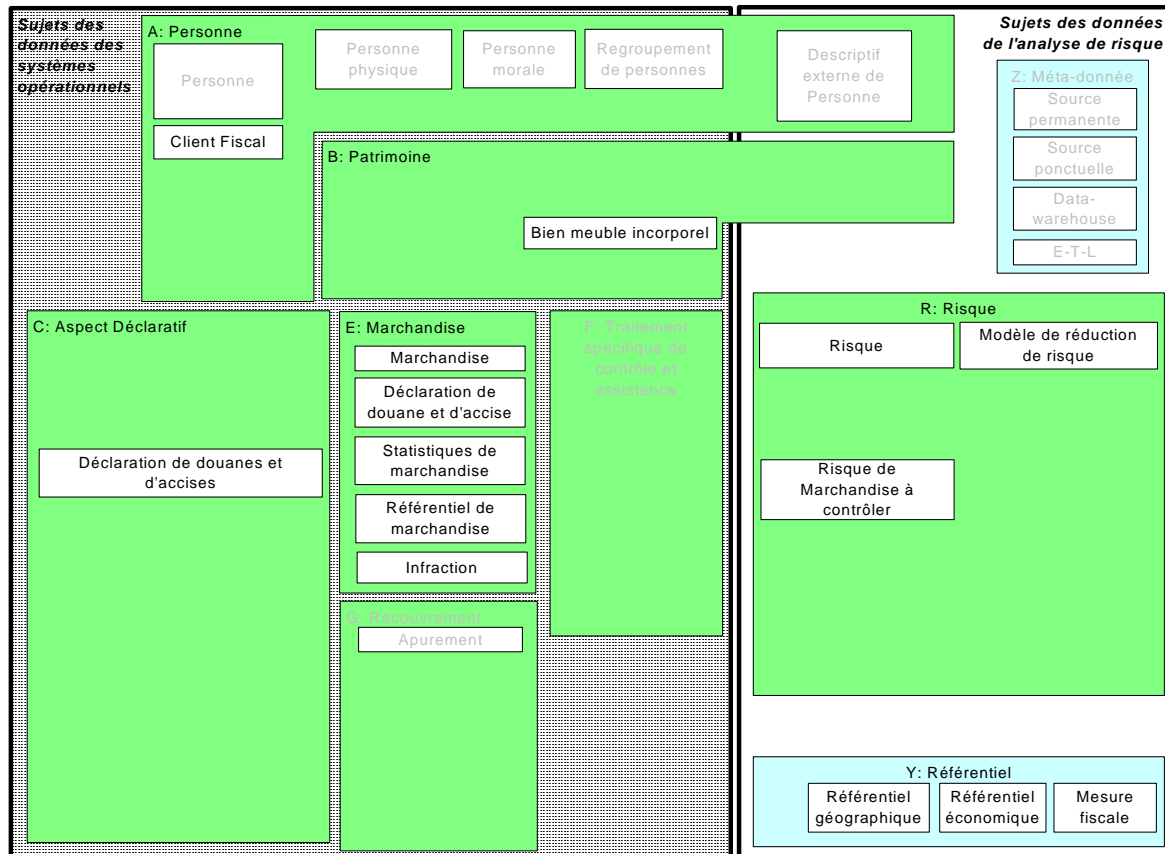 Sujets des
données des
systèmes
opérationnels
A: Personne
Personne
Client Fiscal
Personne
physique
Personne
morale
Regroupement
de personnes
Descriptif
externe de
Personne
B: Patrimoine
Bien meuble incorporel
C: Aspect Déclaratif
Déclaration de douanes et
d'accises
E: Marchandise
Marchandise
Déclaration de
douane et d'accise
Statistiques de
marchandise
Référentiel de
marchandise
Infraction
F: Traitement
spécifique de
contrôle et
assistance
G: Recouvrement
Apurement
Sujets des données
de l'analyse de risque
Z: Méta-donnée
Source
permanente
Source
ponctuelle
Data-
warehouse
E-T-L
R: Risque
Risque
Modèle de réduction
de risque
Risque de
Marchandise à
contrôler
Y: Référentiel
Référentiel
géographique
Référentiel
économique
Mesure
fiscale